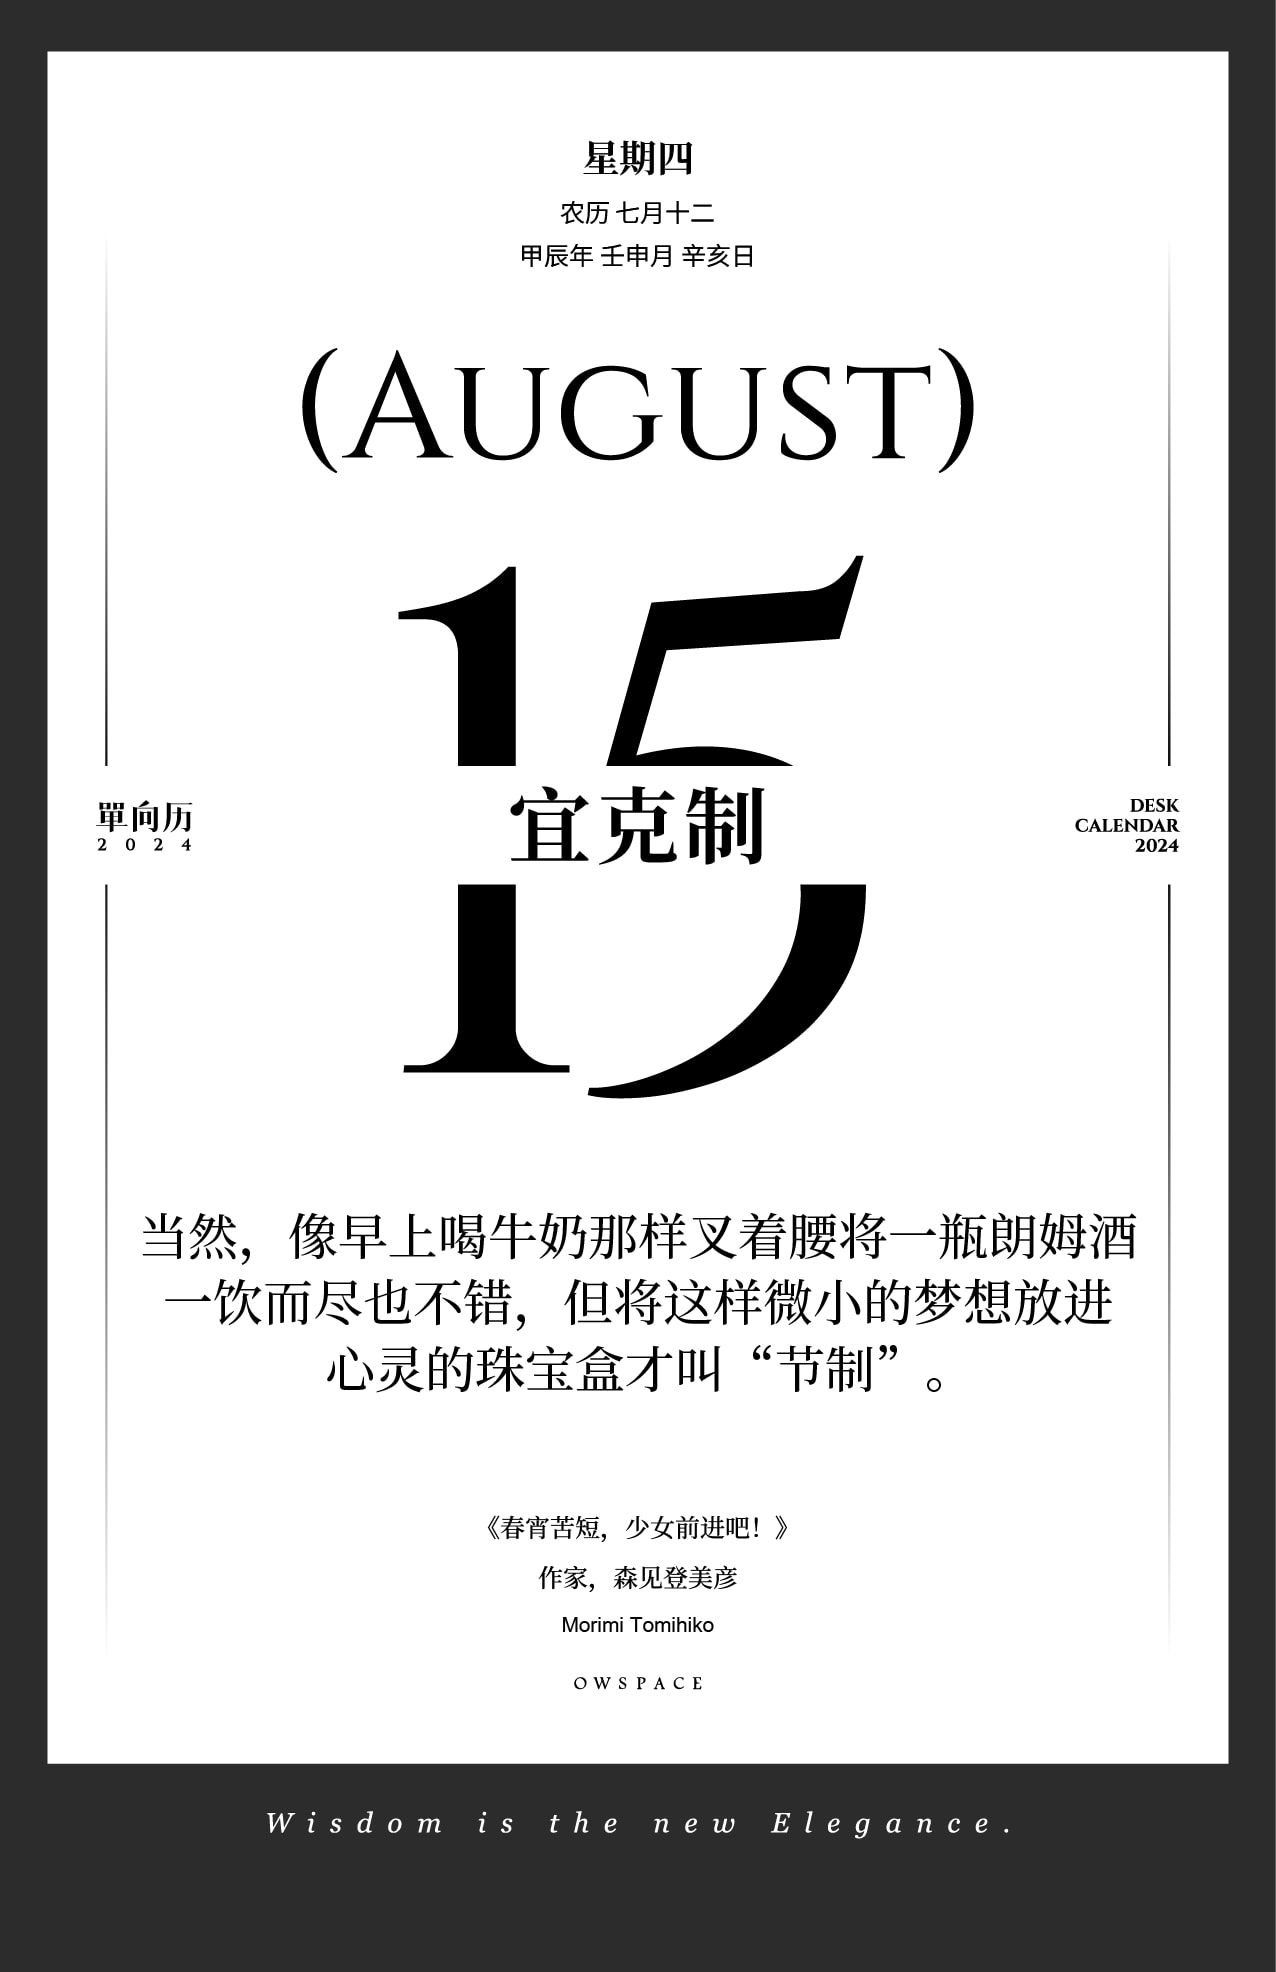 星期四
农历 七月十二
甲辰年 壬申月 辛亥日
(AUGUST)
15
宜克制
單向历
2024
DESK
CALENDAR
2024
当然，像早上喝牛奶那样叉着腰将一瓶朗姆酒
一饮而尽也不错，但将这样微小的梦想放进
心灵的珠宝盒才叫“节制”。
《春宵苦短，少女前进吧！》
作家，森见登美彦
Morimi Tomihiko
OWSPACE
Wisdom is the new Elegance.